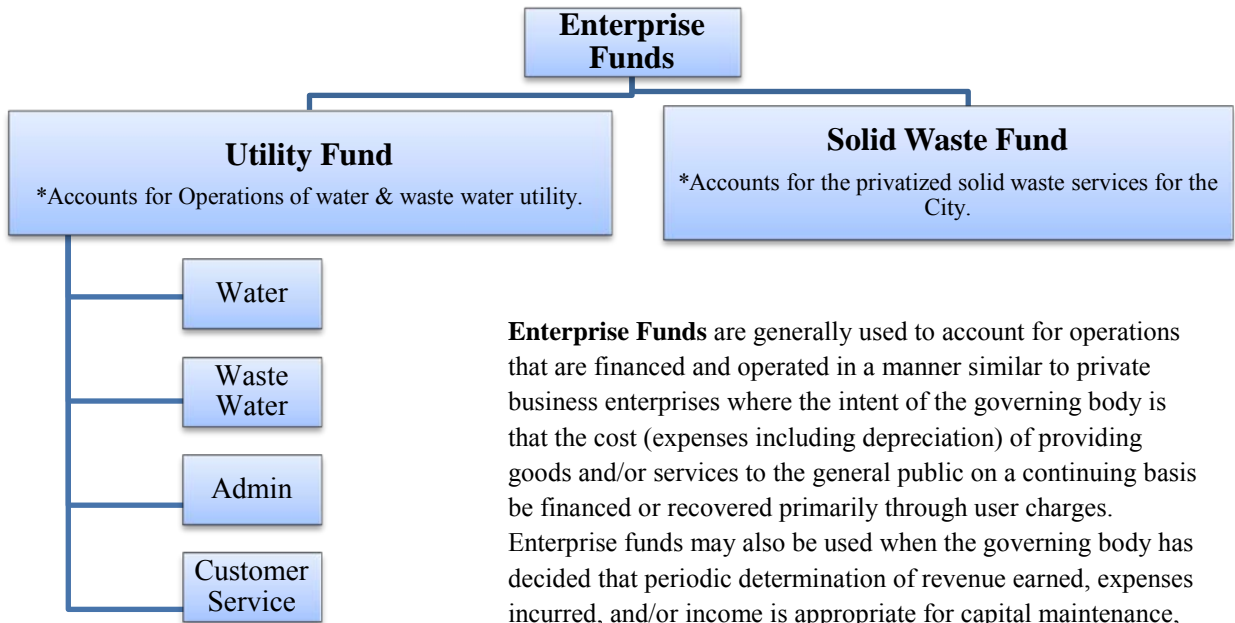 Enterprise
Funds
Utility Fund
*Accounts for Operations of water & waste water utility.
Solid Waste Fund
*Accounts for the privatized solid waste services for the
City.
Water
Waste
Water
Admin
Customer
Service
Enterprise Funds are generally used to account for operations
that are financed and operated in a manner similar to private
business enterprises where the intent of the governing body is
that the cost (expenses including depreciation) of providing
goods and/or services to the general public on a continuing basis
be financed or recovered primarily through user charges.
Enterprise funds may also be used when the governing body has
decided that periodic determination of revenue earned, expenses
incurred, and/or income is appropriate for capital maintenance,